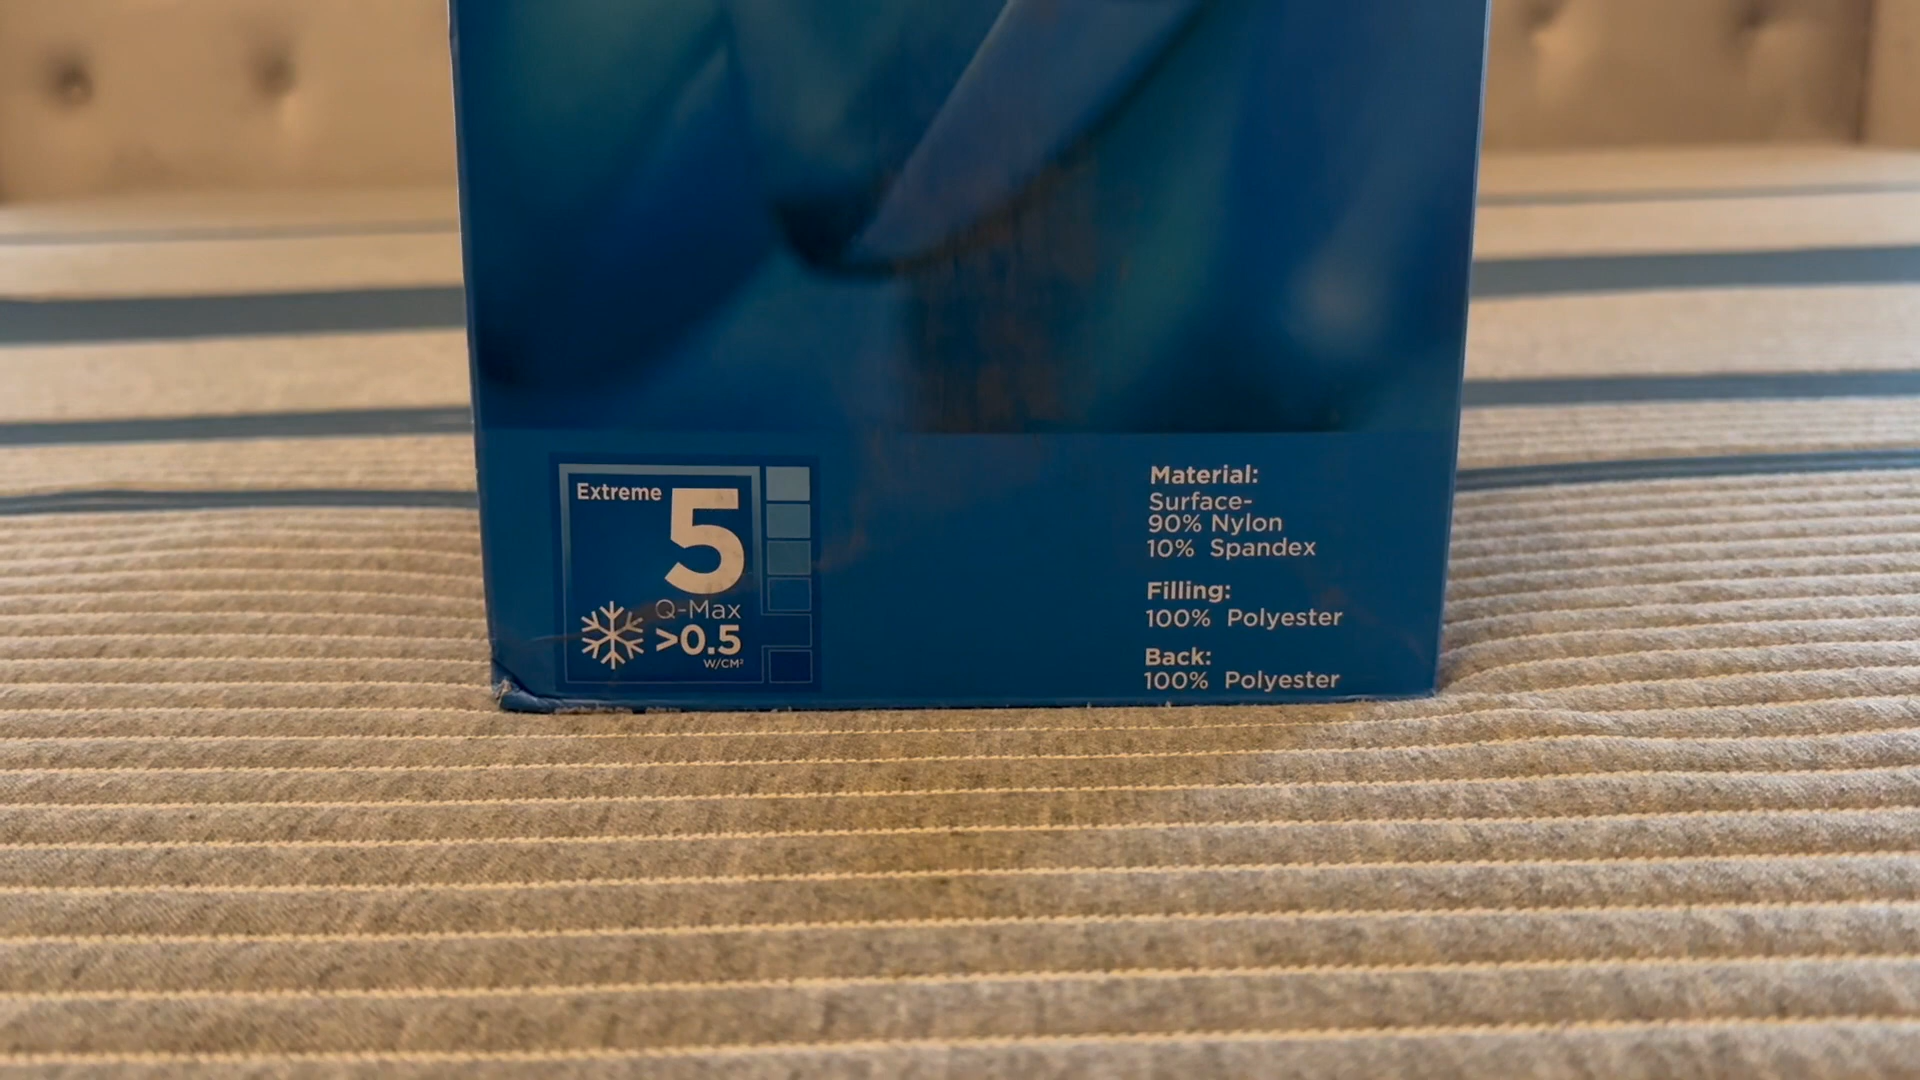 Extreme
5
Q-Max
>0.5
W/CM²
Material:
Surface-
90% Nylon
10% Spandex
Filling:
100% Polyester
Back:
100% Polyester